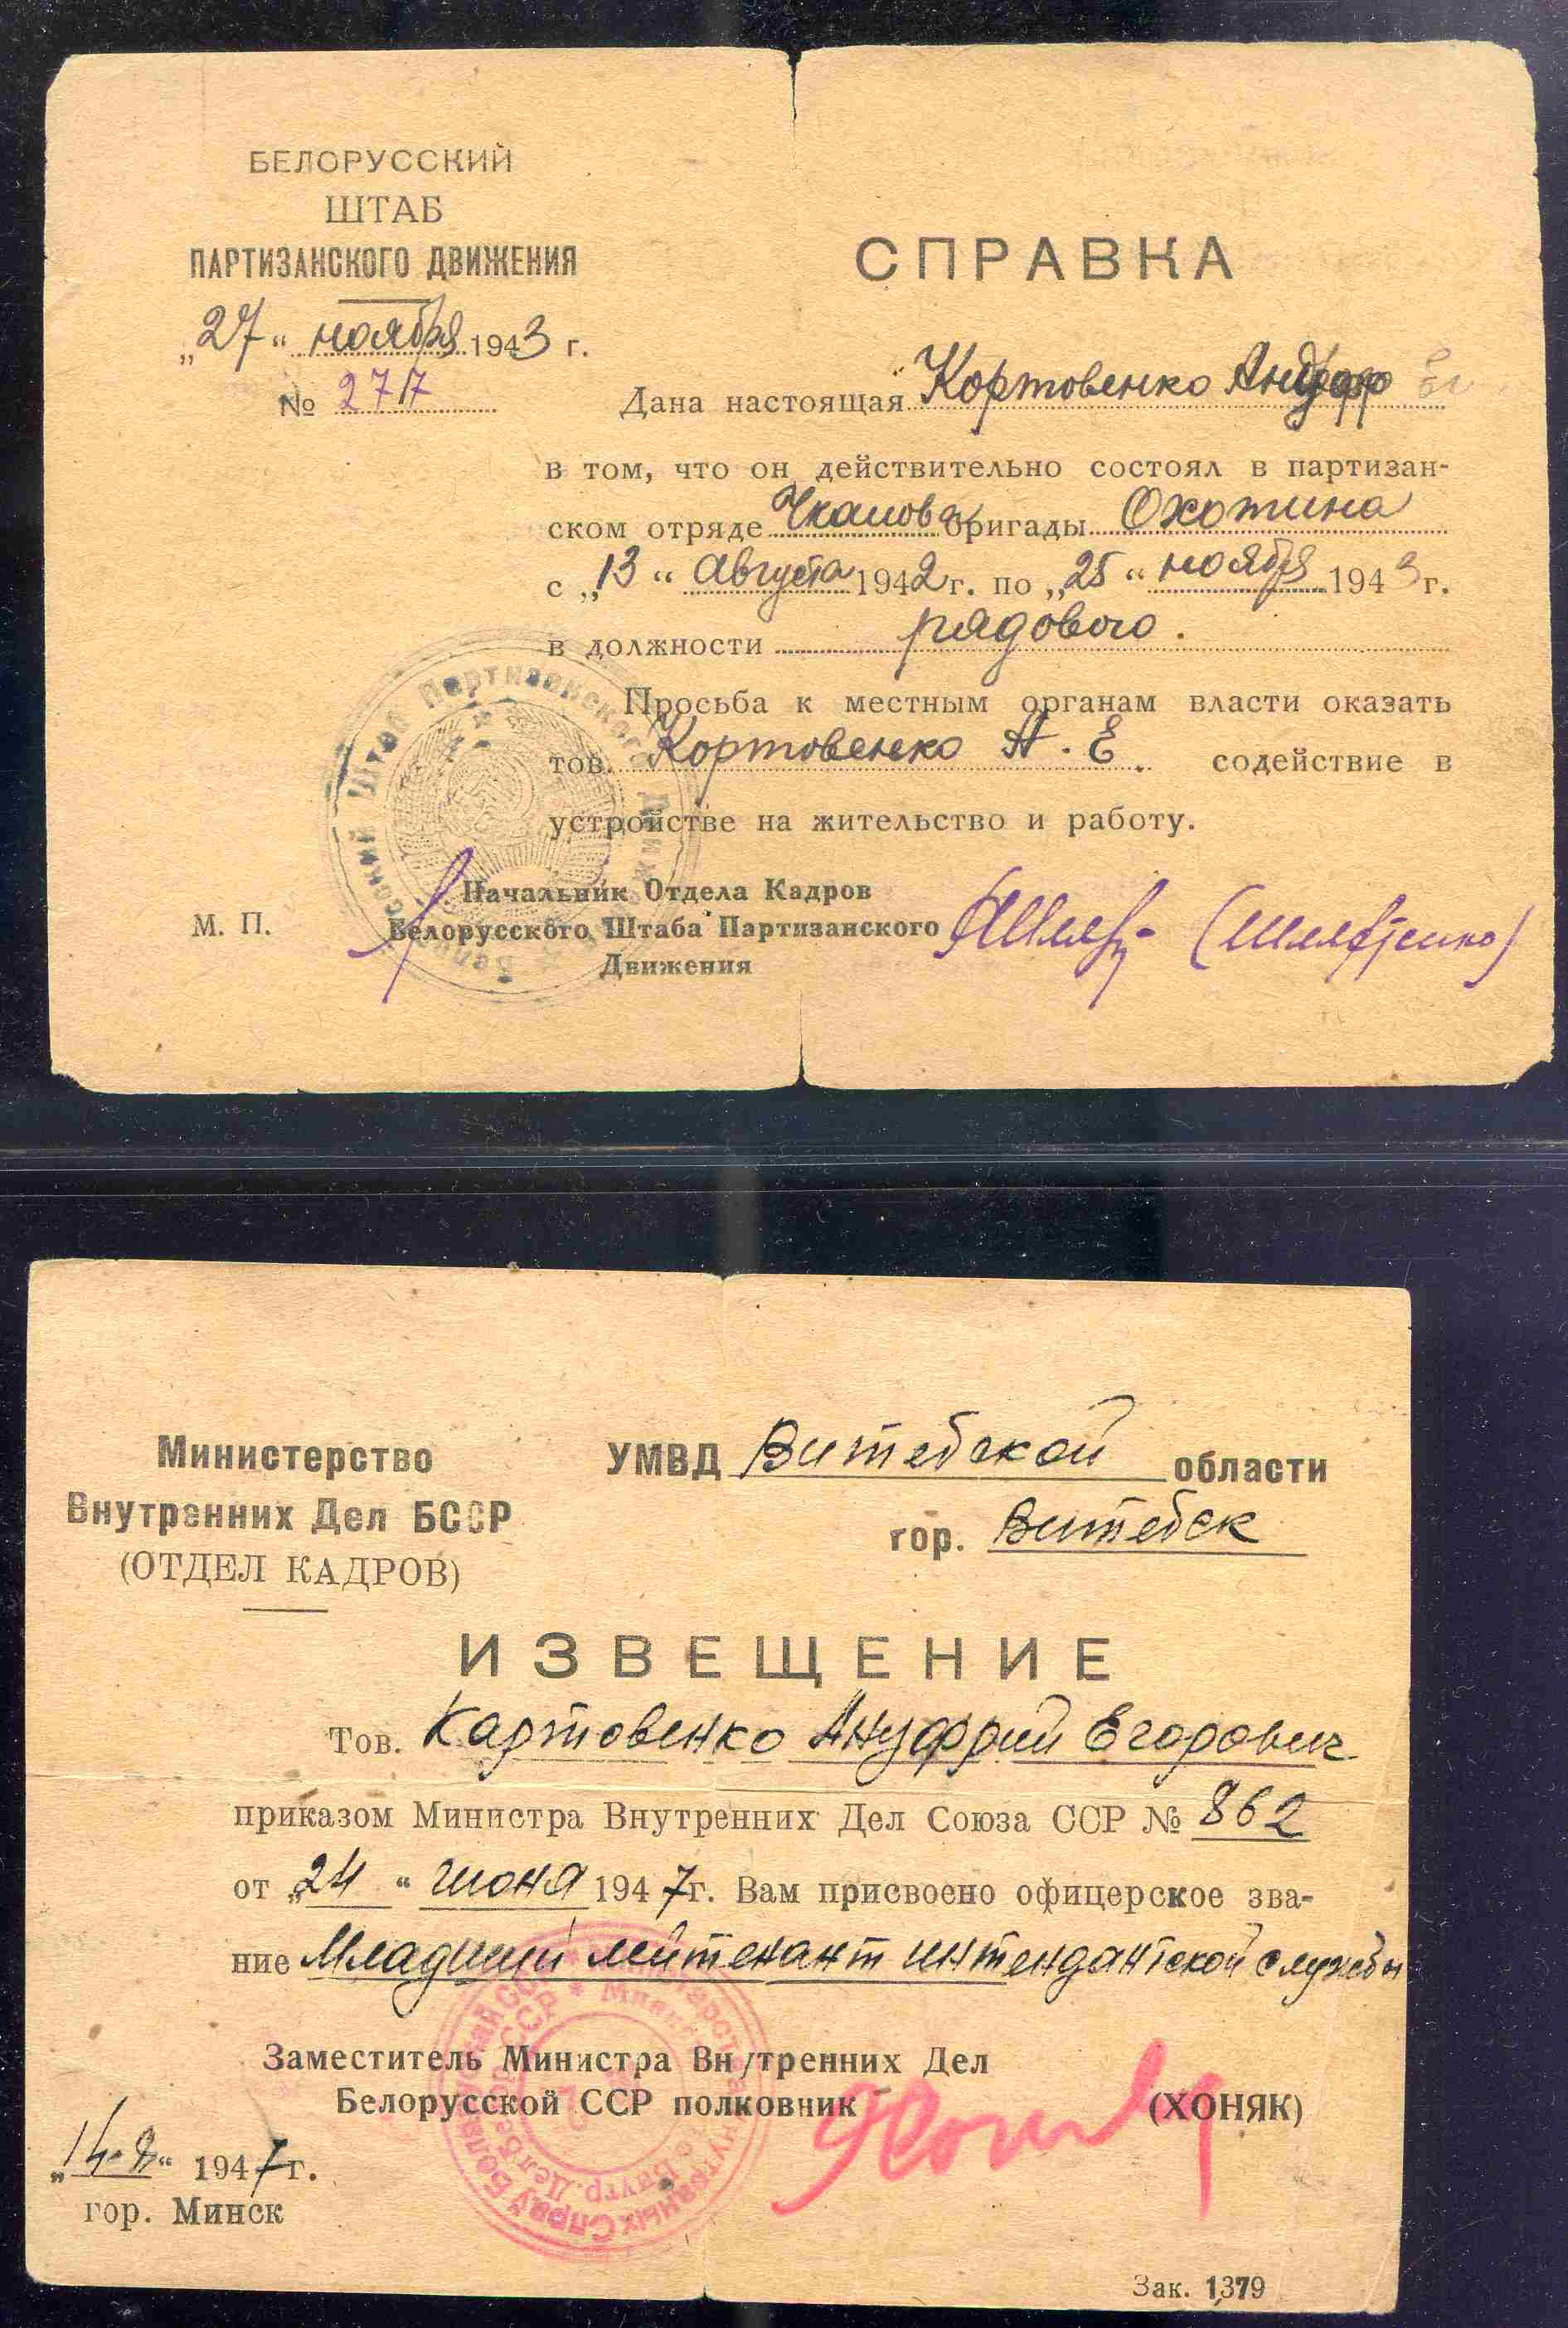 БЕЛОРУССКИЙ
ШТАБ
ПАРТИЗАНСКОГО ДВИЖЕНИЯ
„27“ ноября 1943 г.
№ 277
СПРАВКА
Дана настоящая Кортовенко
в том, что он действительно состоял в партизан-
ском отряде Чкалова бригады Охотина
с „13“ Августа 1942 г. по „25“ ноября 1943 г.
в должности рядового.
Просьба к местным органам власти оказать
тов. Кортовенко А. Е. содействие в
устройстве на жительство и работу.
М. П.
Начальник Отдела Кадров
Белорусского Штаба Партизанского
Движения
Министерство
Внутренних Дел БССР
(ОТДЕЛ КАДРОВ)
УМВД Витебской области
гор. Витебск
ИЗВЕЩЕНИЕ
Тов. Картовенко Ануфрий Егорович
приказом Министра Внутренних Дел Союза ССР № 862
от „24“ июня 1947 г. Вам присвоено офицерское зва-
ние Младший лейтенант интендантской службы
Заместитель Министра Внутренних Дел
Белорусской ССР полковник (ХОНЯК)
„14-8“ 1947 г.
гор. Минск
Зак. 1379